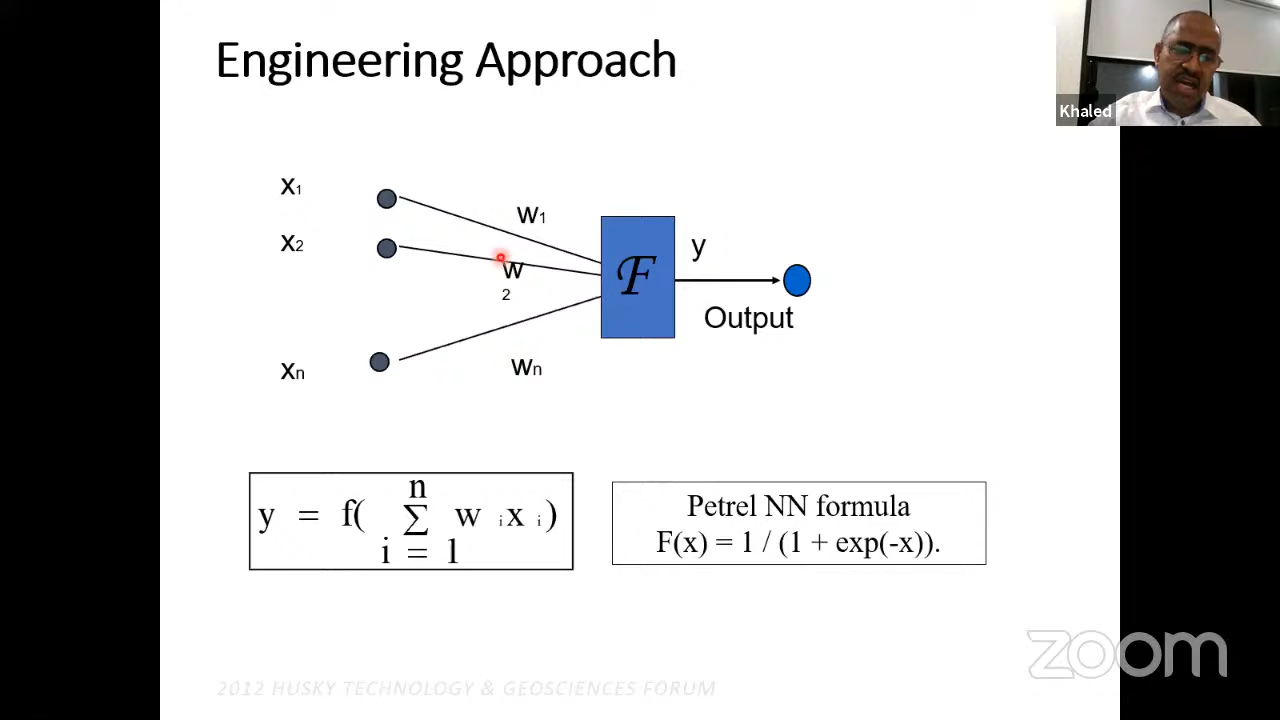 Engineering Approach
Khaled
x1
w1
x2
w
2
F
y
Output
xn
wn
n
y = f( Σ w i x i )
i = 1
Petrel NN formula
F(x) = 1 / (1 + exp(-x)).
zoom
2012 HUSKY TECHNOLOGY & GEOSCIENCES FORUM